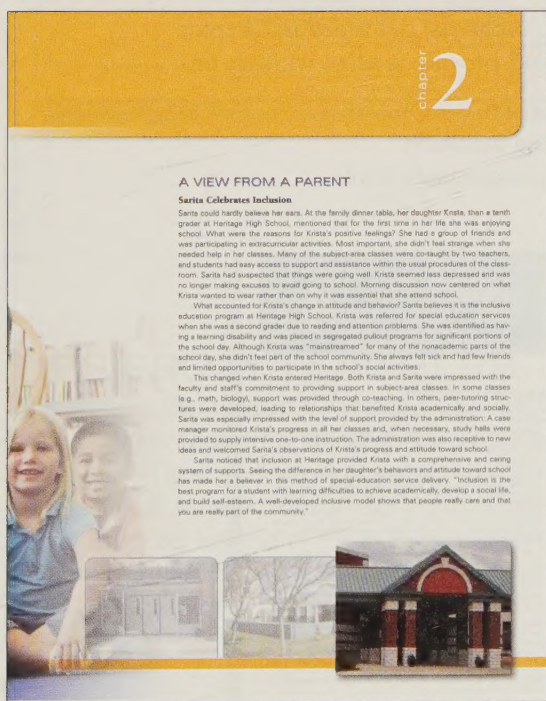 chapter
2
A VIEW FROM A PARENT
Sarita Celebrates Inclusion
Sarita could hardly believe her ears. At the family dinner table, her daughter Krista, then a tenth
grader at Heritage High School, mentioned that for the first time in her life she was enjoying
school. What were the reasons for Krista's positive feelings? She had a group of friends and
was participating in extracurricular activities. Most important, she didn't feel strange when she
needed help in her classes. Many of the subject-area classes were co-taught by two teachers,
and students had easy access to support and assistance within the usual procedures of the class-
room. Sarita had suspected that things were going well. Krista seemed less depressed and was
no longer making excuses to avoid going to school. Morning discussion now centered on what
Krista wanted to wear rather than on why it was essential that she attend school.
What accounted for Krista's change in attitude and behavior? Sarita believes it is the inclusive
education program at Heritage High School. Krista was referred for special education services
when she was a second grader due to reading and attention problems. She was identified as hav-
ing a learning disability and was placed in segregated pullout programs for significant portions of
the school day. Although Krista was "mainstreamed" for many of the nonacademic parts of the
school day, she didn't feel part of the school community. She always felt sick and had few friends
and limited opportunities to participate in the school's social activities.
This changed when Krista entered Heritage. Both Krista and Sarita were impressed with the
faculty and staff's commitment to providing support in subject-area classes. In some classes
(e.g., math, biology), support was provided through co-teaching. In others, peer-tutoring struc-
tures were developed, leading to relationships that benefited Krista academically and socially.
Sarita was especially impressed with the level of support provided by the administration: A case
manager monitored Krista's progress in all her classes and, when necessary, study halls were
provided to supply intensive one-to-one instruction. The administration was also receptive to new
ideas and welcomed Sarita's observations of Krista's progress and attitude toward school.
Sarita noticed that inclusion at Heritage provided Krista with a comprehensive and caring
system of supports. Seeing the difference in her daughter's behaviors and attitude toward school
has made her a believer in this method of special-education service delivery. "Inclusion is the
best program for a student with learning difficulties to achieve academically, develop a social life,
and build self-esteem. A well-developed inclusive model shows that people really care and that
you are really part of the community."